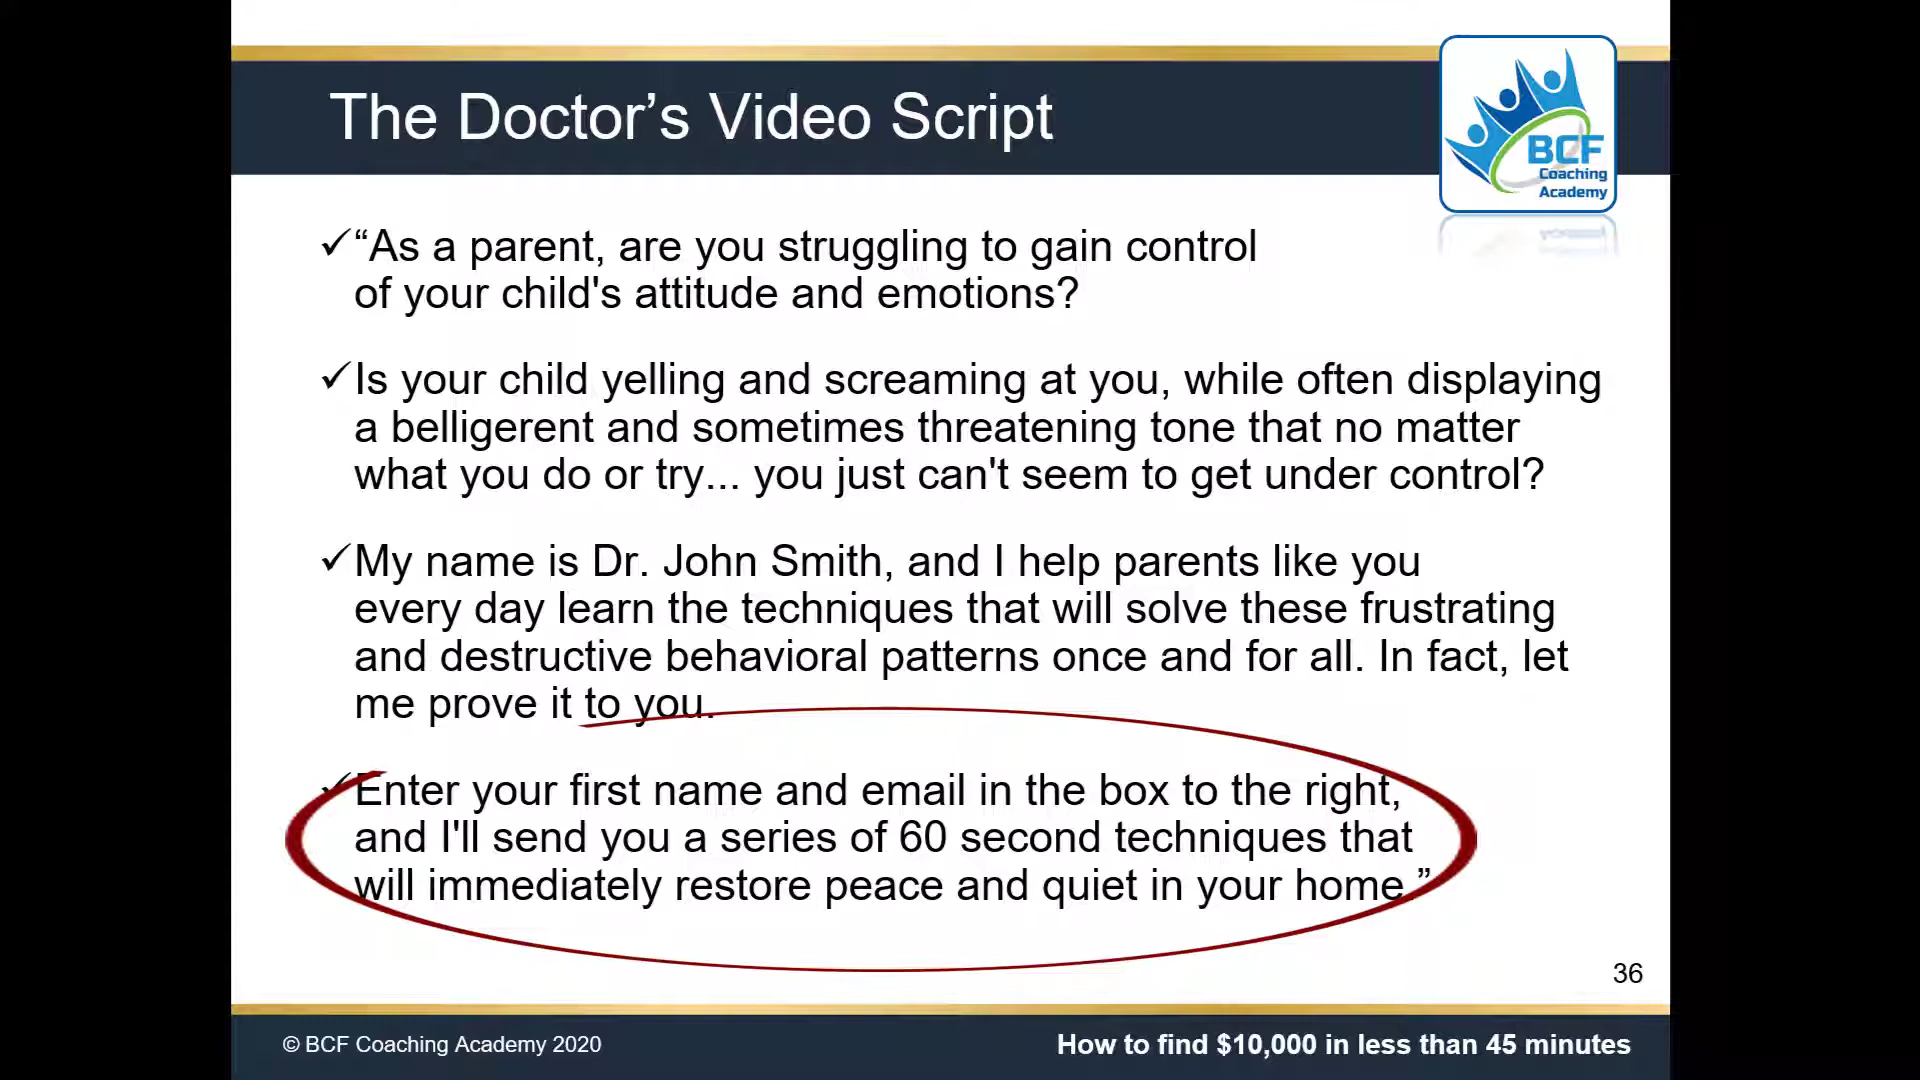 The Doctor’s Video Script
BCF
Coaching
Academy
✓“As a parent, are you struggling to gain control
of your child's attitude and emotions?
✓Is your child yelling and screaming at you, while often displaying
a belligerent and sometimes threatening tone that no matter
what you do or try... you just can't seem to get under control?
✓My name is Dr. John Smith, and I help parents like you
every day learn the techniques that will solve these frustrating
and destructive behavioral patterns once and for all. In fact, let
me prove it to you.
✓Enter your first name and email in the box to the right,
and I'll send you a series of 60 second techniques that
will immediately restore peace and quiet in your home.”
36
© BCF Coaching Academy 2020
How to find $10,000 in less than 45 minutes